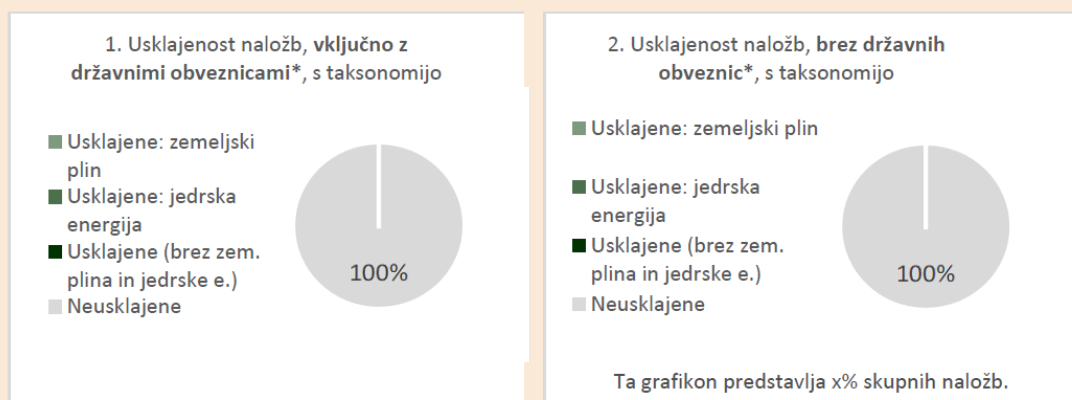 1. Usklajenost naložb, vključno z
državnimi obveznicami*, s taksonomijo
Usklajene: zemeljski
plin
Usklajene: jedrska
energija
Usklajene (brez zem.
plina in jedrske e.)
Neusklajene
100%
2. Usklajenost naložb, brez državnih
obveznic*, s taksonomijo
Usklajene: zemeljski plin
Usklajene: jedrska
energija
Usklajene (brez zem.
plina in jedrske e.)
Neusklajene
100%
Ta grafikon predstavlja x% skupnih naložb.